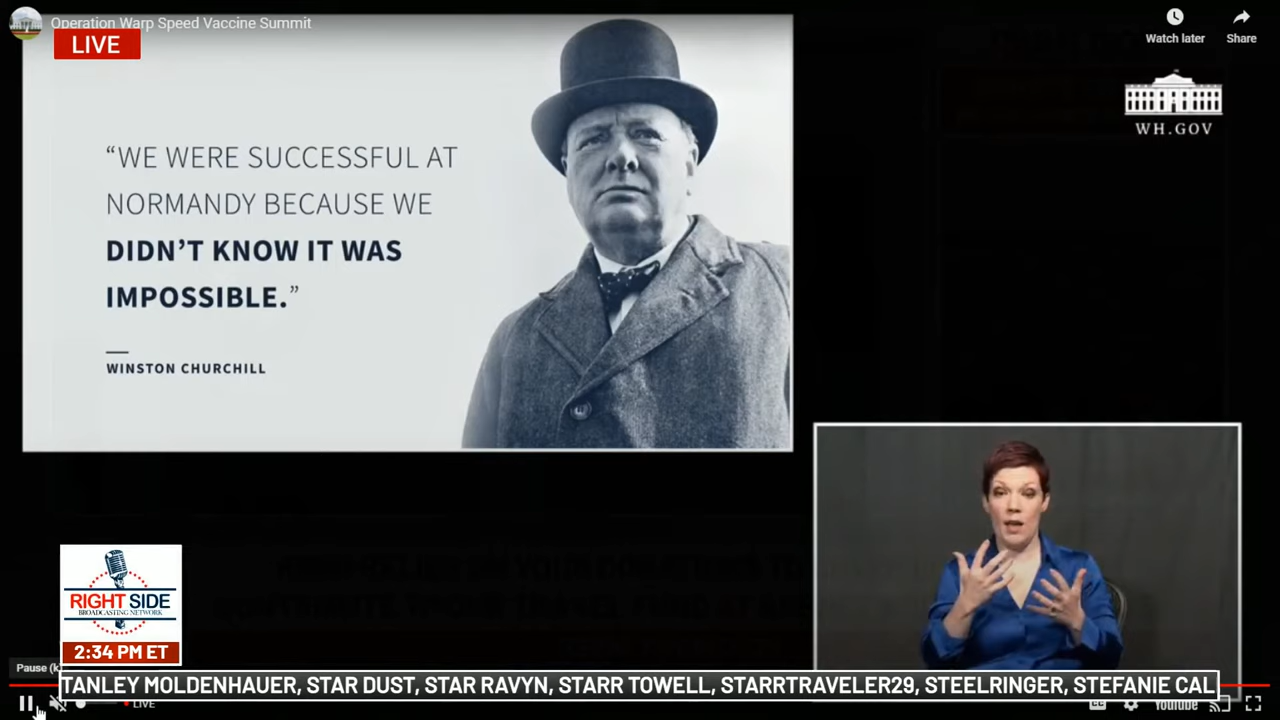 Operation Warp Speed Vaccine Summit
LIVE
Watch later
Share
WH.GOV
“WE WERE SUCCESSFUL AT
NORMANDY BECAUSE WE
DIDN’T KNOW IT WAS
IMPOSSIBLE.”
WINSTON CHURCHILL
RIGHT SIDE
BROADCASTING NETWORK
2:34 PM ET
Pause (k
TANLEY MOLDENHAUER, STAR DUST, STAR RAVYN, STARR TOWELL, STARRTRAVELER29, STEELRINGER, STEFANIE CAL
LIVE
YouTube